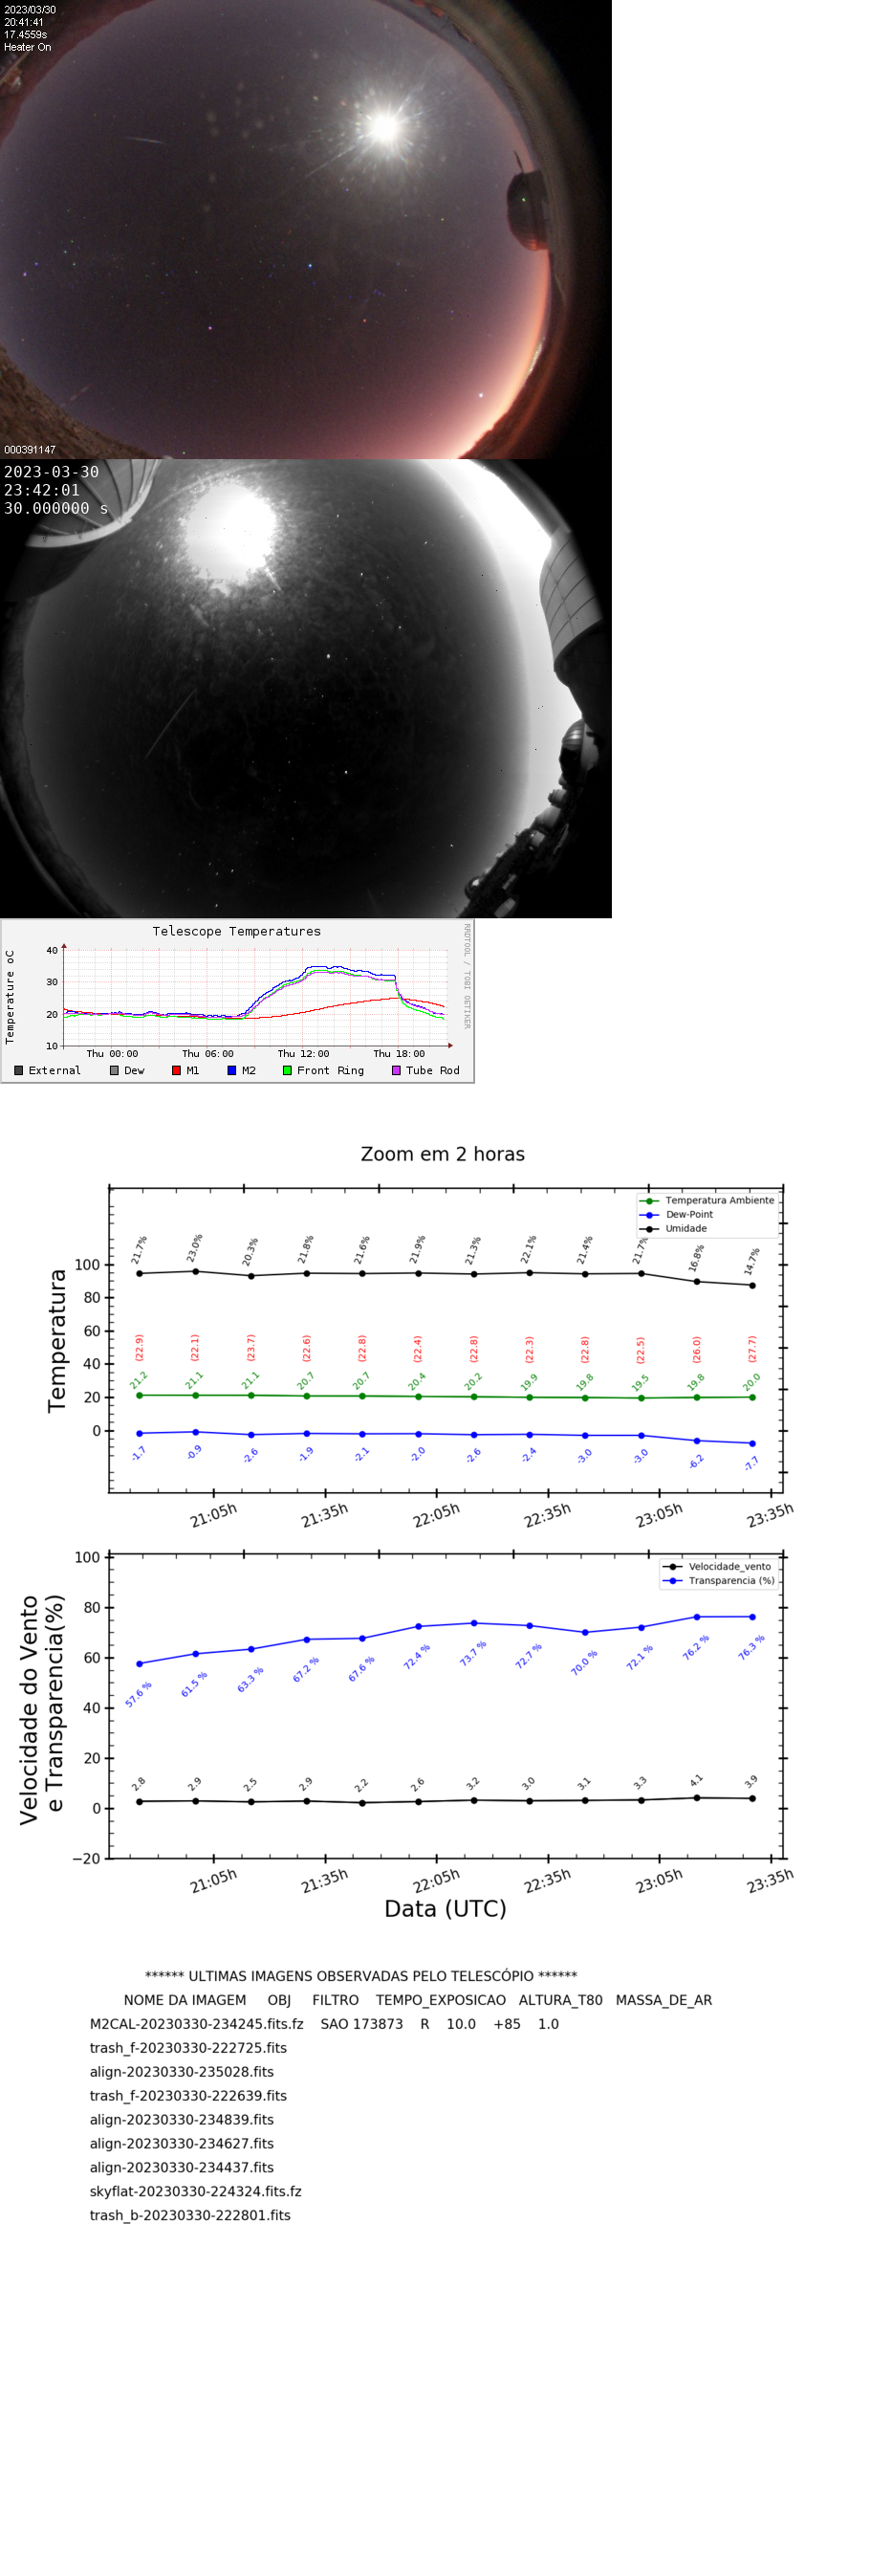 2023/03/30
20:41:41
17.4559s
Heater On
000391147
2023-03-30
23:42:01
30.000000 s
Telescope Temperatures
RRDTOOL / TOBI OETIKER
Temperature oC
40
30
20
10
Thu 00:00 Thu 06:00 Thu 12:00 Thu 18:00
External Dew M1 M2 Front Ring Tube Rod
Zoom em 2 horas
Temperatura Ambiente
Dew-Point
Umidade
Temperatura
100
80
60
40
20
0
21.7% 23.0% 20.3% 21.8% 21.6% 21.9% 21.3% 22.1% 21.4% 21.7% 16.8% 14.7%
(22.9) (22.1) (23.7) (22.6) (22.8) (22.4) (22.8) (22.3) (22.8) (22.5) (26.0) (27.7)
21.2 21.1 21.1 20.7 20.7 20.4 20.2 19.9 19.8 19.5 19.8 20.0
-1.7 -0.9 -2.6 -1.9 -2.1 -2.0 -2.6 -2.4 -3.0 -3.0 -6.2 -7.7
21:05h 21:35h 22:05h 22:35h 23:05h 23:35h
Velocidade do Vento
e Transparencia(%)
Velocidade_vento
Transparencia (%)
100
80
60
40
20
0
−20
57.6 % 61.5 % 63.3 % 67.2 % 67.6 % 72.4 % 73.7 % 72.7 % 70.0 % 72.1 % 76.2 % 76.3 %
2.8 2.9 2.5 2.9 2.2 2.6 3.2 3.0 3.1 3.3 4.1 3.9
21:05h 21:35h 22:05h 22:35h 23:05h 23:35h
Data (UTC)
****** ULTIMAS IMAGENS OBSERVADAS PELO TELESCÓPIO ******
NOME DA IMAGEM OBJ FILTRO TEMPO_EXPOSICAO ALTURA_T80 MASSA_DE_AR
M2CAL-20230330-234245.fits.fz SAO 173873 R 10.0 +85 1.0
trash_f-20230330-222725.fits
align-20230330-235028.fits
trash_f-20230330-222639.fits
align-20230330-234839.fits
align-20230330-234627.fits
align-20230330-234437.fits
skyflat-20230330-224324.fits.fz
trash_b-20230330-222801.fits